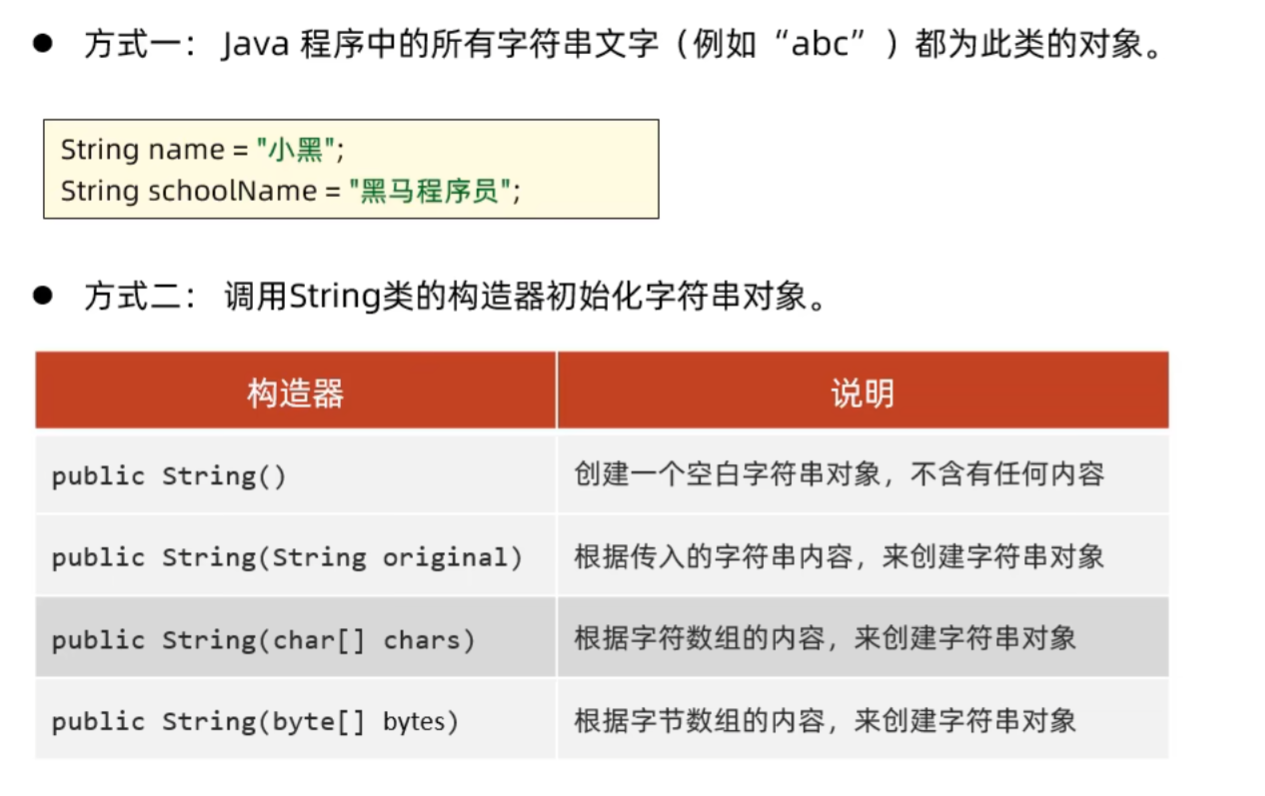 ● 方式一： Java 程序中的所有字符串文字（例如“abc”）都为此类的对象。
String name = "小黑";
String schoolName = "黑马程序员";
● 方式二： 调用String类的构造器初始化字符串对象。
构造器 说明
public String() 创建一个空白字符串对象，不含有任何内容
public String(String original) 根据传入的字符串内容，来创建字符串对象
public String(char[] chars) 根据字符数组的内容，来创建字符串对象
public String(byte[] bytes) 根据字节数组的内容，来创建字符串对象